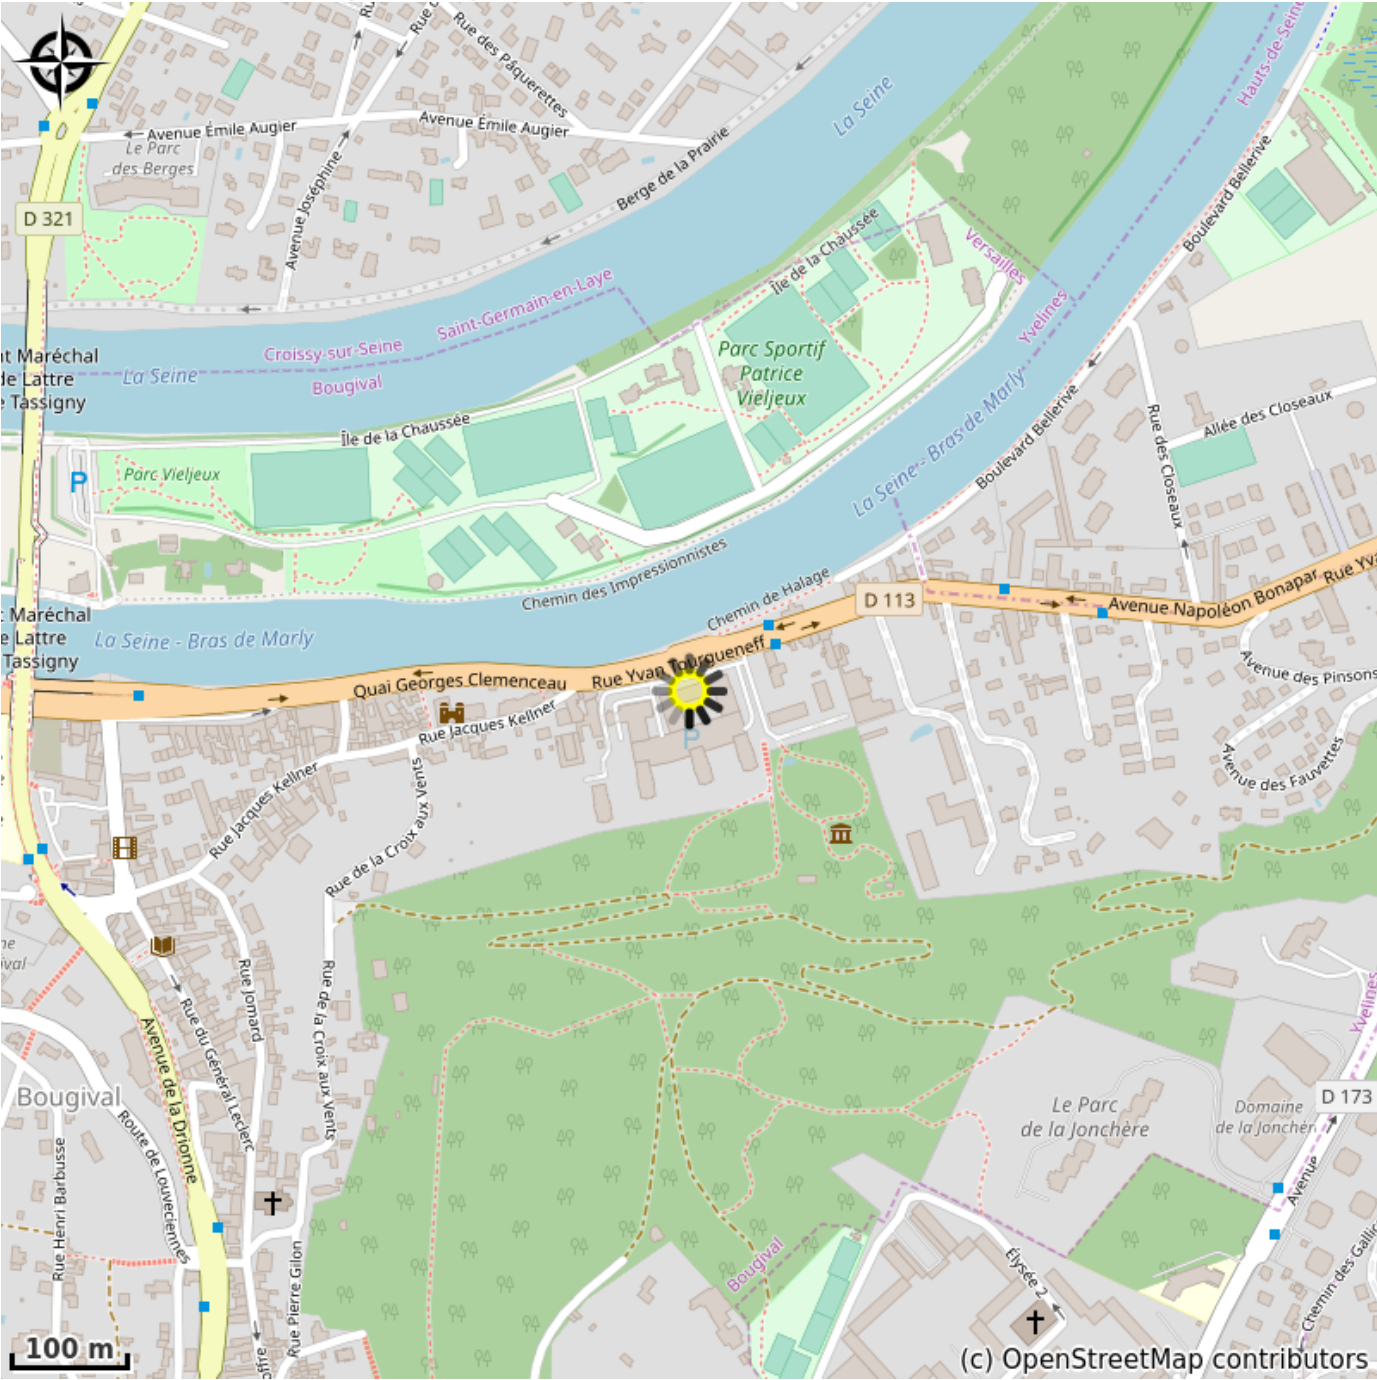 Rue des Pâquerettes
Avenue Émile Augier
Avenue Émile Augier
Le Parc
des Berges
La Seine
Hauts-de-Seine
Berge de la Prairie
Avenue Joséphine
Boulevard Bellerive
D 321
Île de la Chaussée
Versailles
Saint-Germain-en-Laye
Yvelines
Croissy-sur-Seine
Bougival
La Seine
Maréchal
de Lattre
Tassigny
Parc Sportif
Patrice
Vieljeux
La Seine - Bras de Marly
Boulevard Bellerive
Allée des Closeaux
Rue des Closeaux
Île de la Chaussée
Parc Vieljeux
P
Chemin des Impressionnistes
Chemin de Halage
D 113
Avenue Napoléon Bonapar
Rue Yva
Maréchal
e Lattre
Tassigny
La Seine - Bras de Marly
Rue Yvan Tourgueneff
Quai Georges Clemenceau
Rue Jacques Kellner
P
Avenue des Pinsons
Avenue des Fauvettes
Rue Jacques Kellner
Rue de la Croix aux Vents
Rue Jomard
Rue de la Croix aux Vents
Rue du Général Leclerc
Avenue de la Drionne
Bougival
Route de Louveciennes
Rue Henri Barbusse
Rue Pierre Gilon
Yvelines
D 173
Le Parc
de la Jonchère
Domaine
de la Jonchèr
Avenue
Bougival
Élysée 2
Chemin des Gallic
100 m
(c) OpenStreetMap contributors